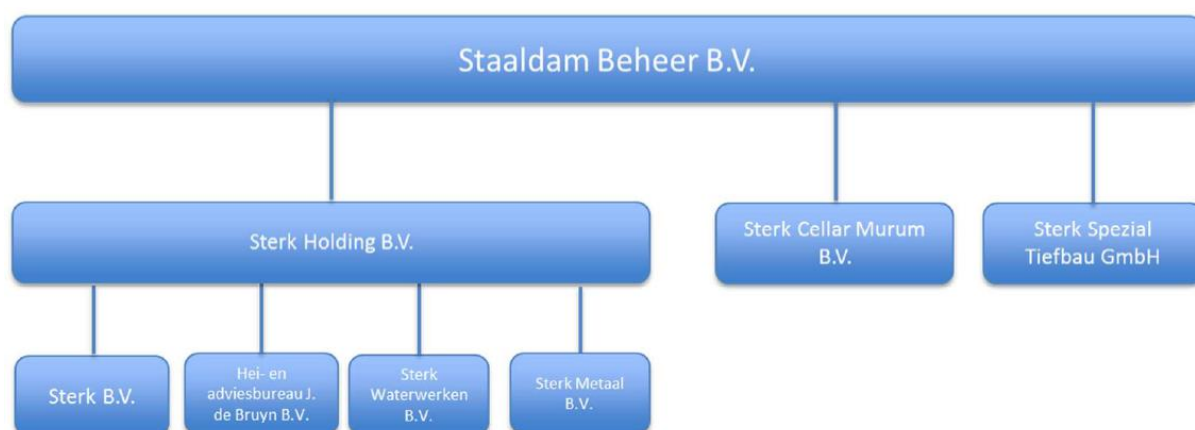 Staaldam Beheer B.V.
Sterk Holding B.V.
Sterk Cellar Murum
B.V.
Sterk Spezial
Tiefbau GmbH
Sterk B.V.
Hei- en
adviesbureau J.
de Bruyn B.V.
Sterk
Waterwerken
B.V.
Sterk Metaal
B.V.